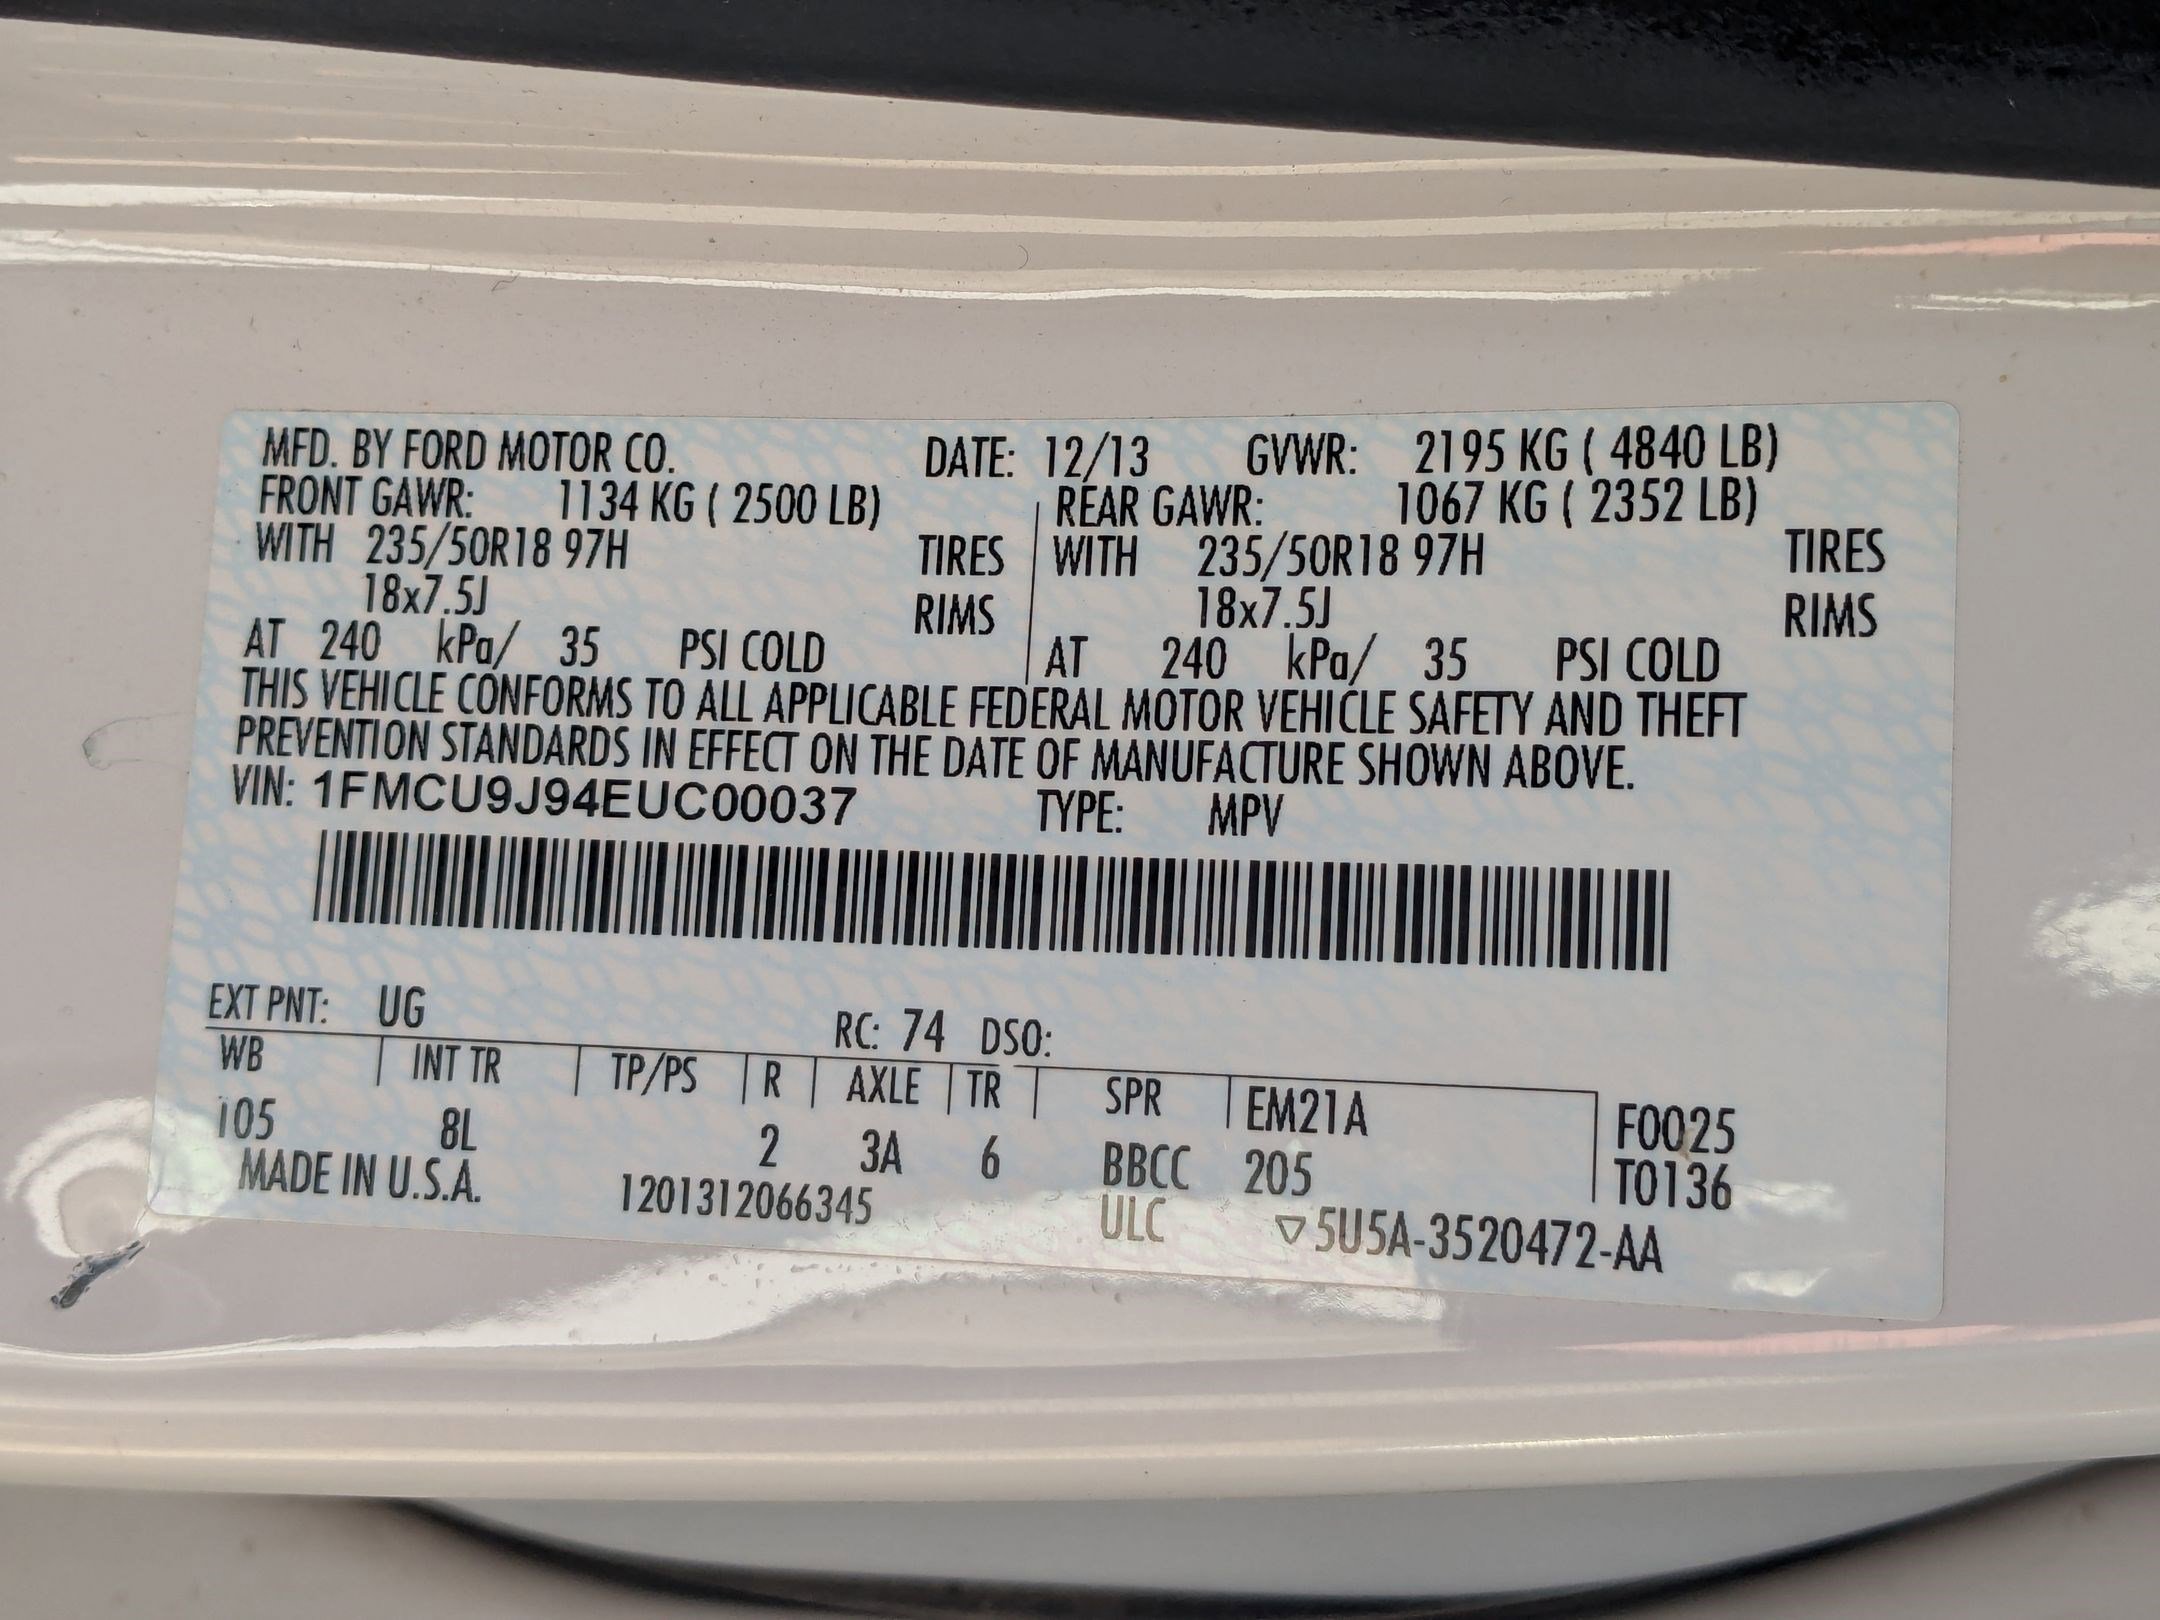 MFD. BY FORD MOTOR CO. DATE: 12/13 GVWR: 2195 KG ( 4840 LB)
FRONT GAWR: 1134 KG ( 2500 LB) REAR GAWR: 1067 KG ( 2352 LB)
WITH 235/50R18 97H TIRES WITH 235/50R18 97H TIRES
18x7.5J RIMS 18x7.5J RIMS
AT 240 kPa/ 35 PSI COLD AT 240 kPa/ 35 PSI COLD
THIS VEHICLE CONFORMS TO ALL APPLICABLE FEDERAL MOTOR VEHICLE SAFETY AND THEFT
PREVENTION STANDARDS IN EFFECT ON THE DATE OF MANUFACTURE SHOWN ABOVE.
VIN: 1FMCU9J94EUC00037 TYPE: MPV
EXT PNT: UG RC: 74 DSO:
WB INT TR TP/PS R AXLE TR SPR EM21A F0025
105 8L 2 3A 6 BBCC 205 T0136
MADE IN U.S.A. 1201312066345 ULC ▽5U5A-3520472-AA